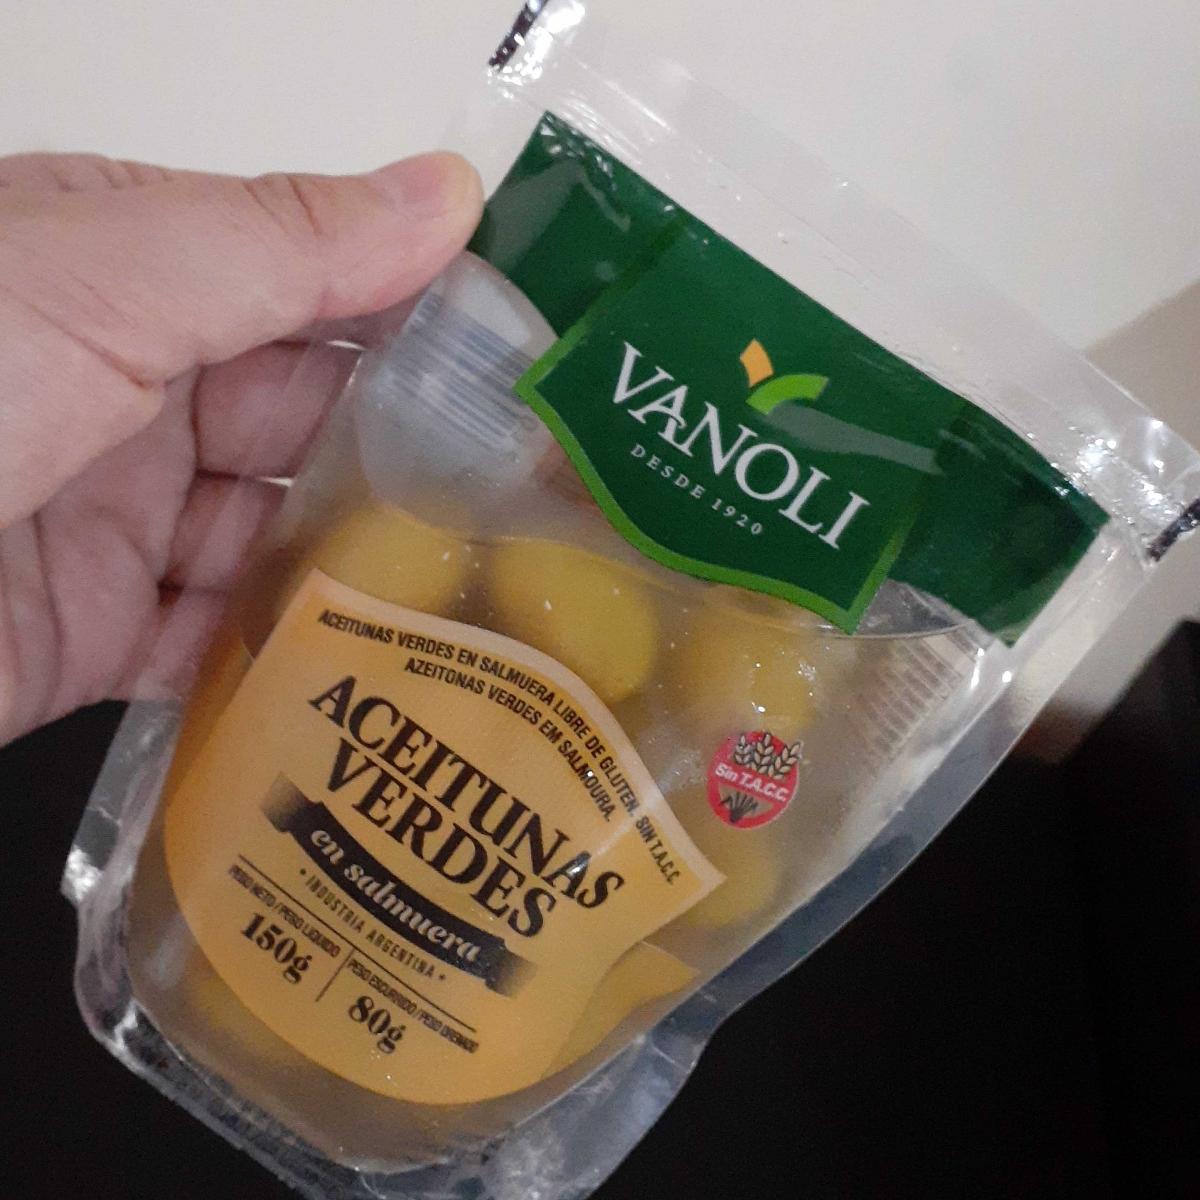 VANOLI
DESDE 1920
ACEITUNAS VERDES EN SALMUERA LIBRE DE GLUTEN. SIN T.A.C.C.
AZEITONAS VERDES EM SALMOURA.
Sin T.A.C.C.
ACEITUNAS
VERDES
en salmuera
• INDUSTRIA ARGENTINA •
PESO NETO / PESO LIQUIDO
150g
PESO ESCURRIDO / PESO DRENADO
80g